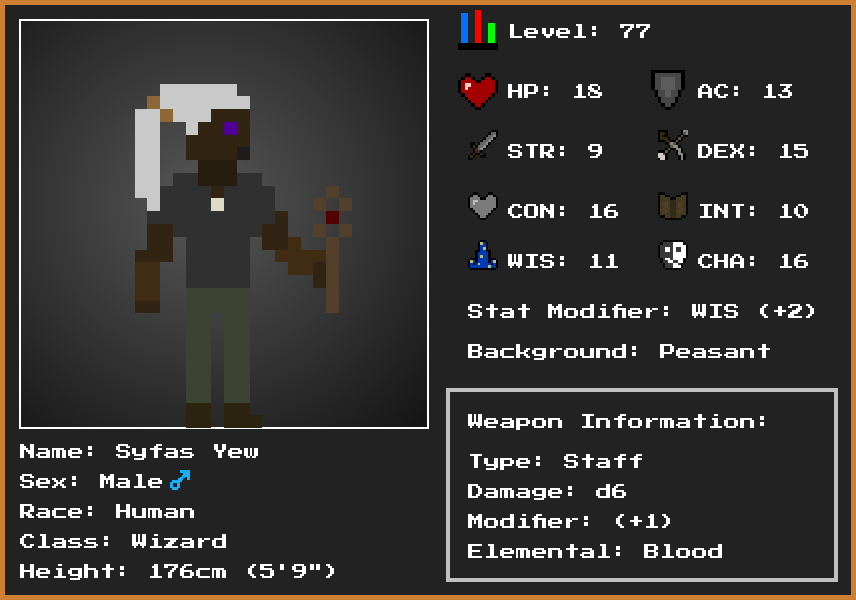 Level: 77
HP: 18
AC: 13
STR: 9
DEX: 15
CON: 16
INT: 10
WIS: 11
CHA: 16
Stat Modifier: WIS (+2)
Background: Peasant
Weapon Information:
Type: Staff
Damage: d6
Modifier: (+1)
Elemental: Blood
Name: Syfas Yew
Sex: Male♂
Race: Human
Class: Wizard
Height: 176cm (5'9")